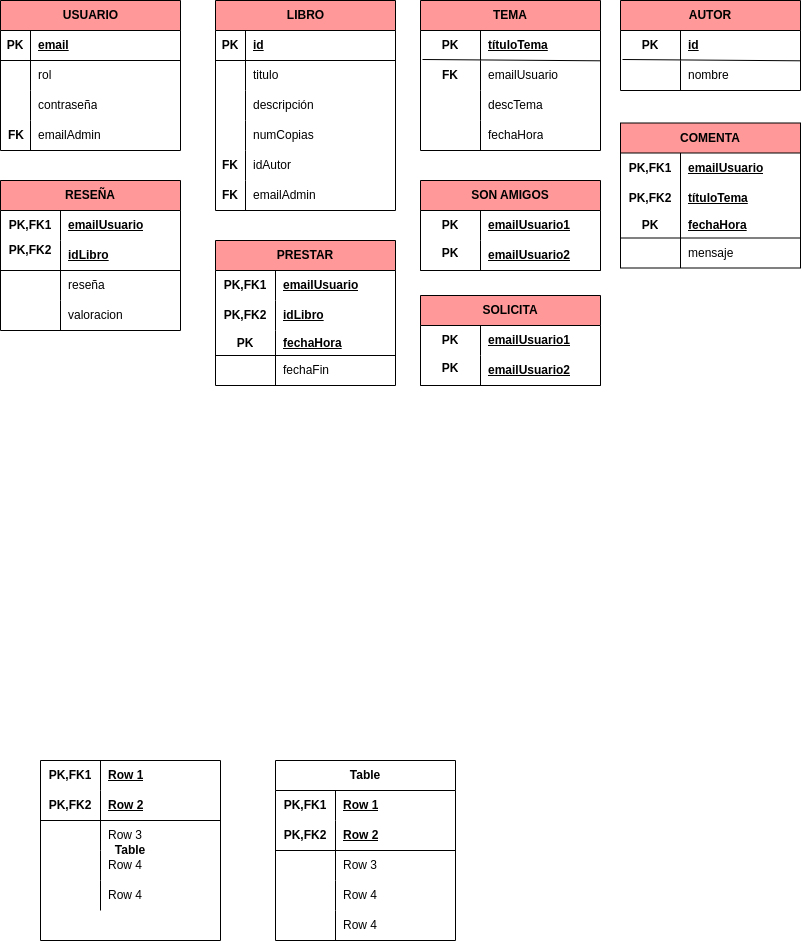 USUARIO
PK email
rol
contraseña
FK emailAdmin
LIBRO
PK id
titulo
descripción
numCopias
FK idAutor
FK emailAdmin
TEMA
PK títuloTema
FK emailUsuario
descTema
fechaHora
AUTOR
PK id
nombre
COMENTA
PK,FK1 emailUsuario
PK,FK2 títuloTema
PK fechaHora
mensaje
RESEÑA
PK,FK1 emailUsuario
PK,FK2 idLibro
reseña
valoracion
PRESTAR
PK,FK1 emailUsuario
PK,FK2 idLibro
PK fechaHora
fechaFin
SON AMIGOS
PK emailUsuario1
PK emailUsuario2
SOLICITA
PK emailUsuario1
PK emailUsuario2
PK,FK1 Row 1
PK,FK2 Row 2
Row 3
Table
Row 4
Row 4
Table
PK,FK1 Row 1
PK,FK2 Row 2
Row 3
Row 4
Row 4